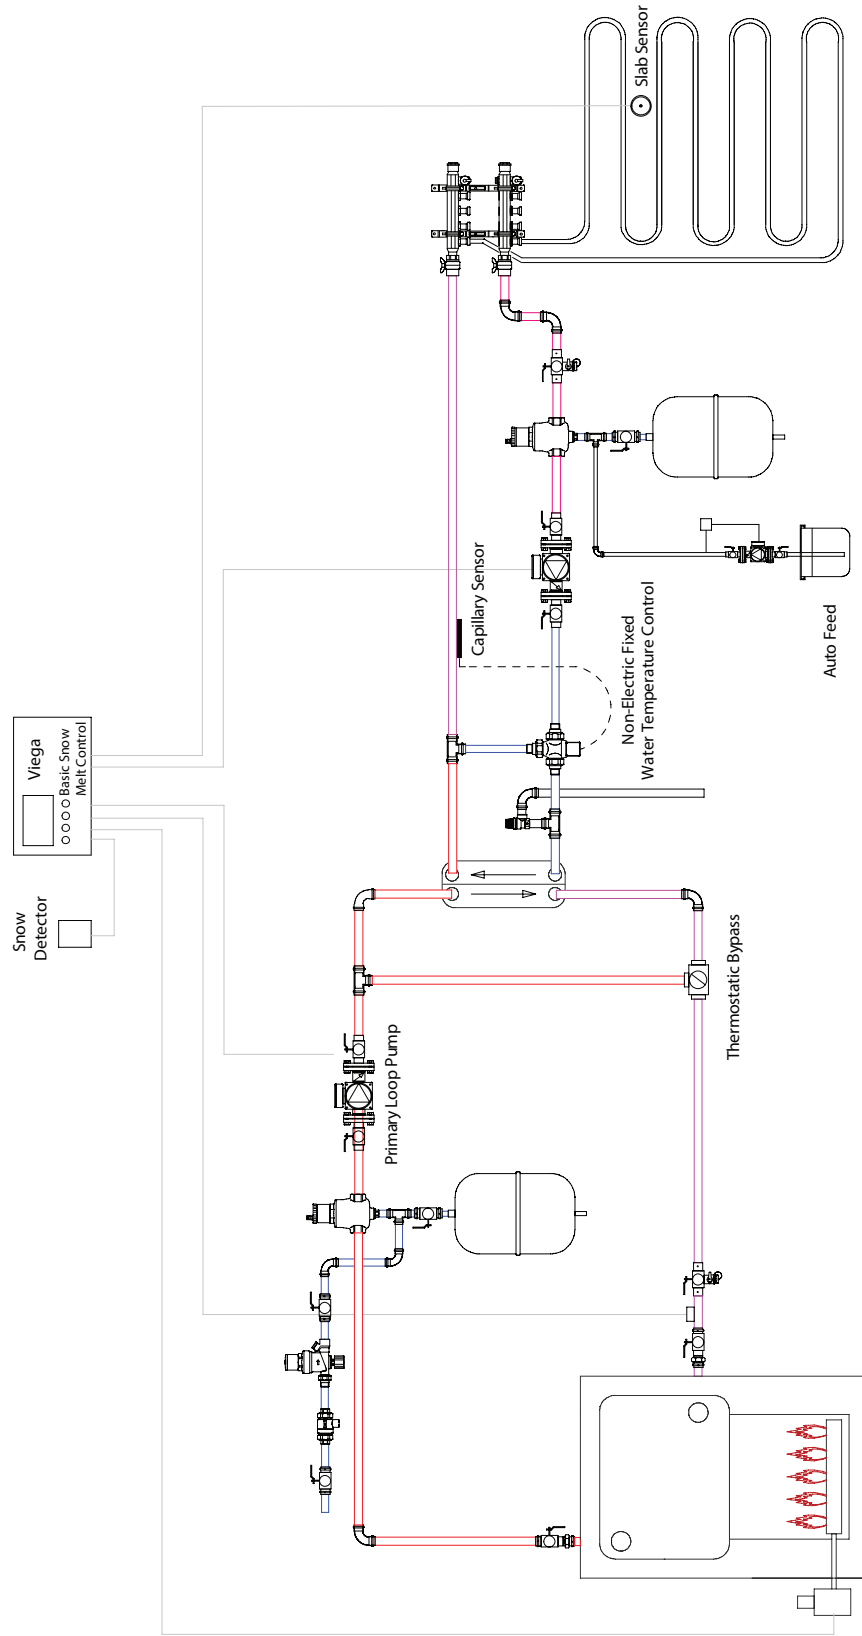 Snow
Detector
Viega
Basic Snow
Melt Control
Slab Sensor
Capillary Sensor
Non-Electric Fixed
Water Temperature Control
Auto Feed
Primary Loop Pump
Thermostatic Bypass